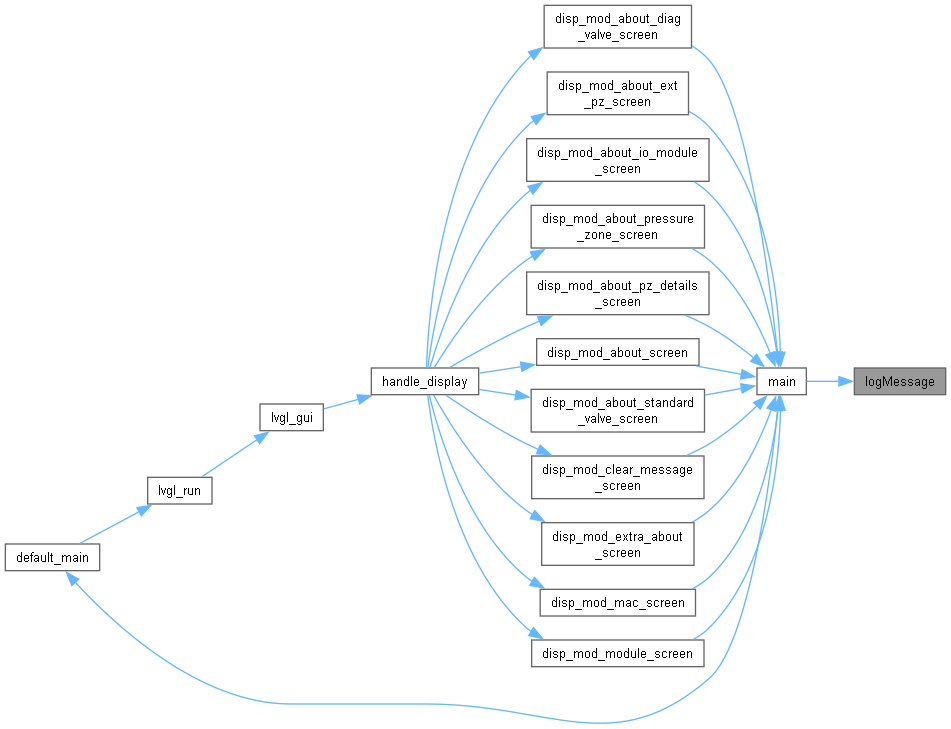 disp_mod_about_diag
_valve_screen
disp_mod_about_ext
_pz_screen
disp_mod_about_io_module
_screen
disp_mod_about_pressure
_zone_screen
disp_mod_about_pz_details
_screen
disp_mod_about_screen
handle_display
main
logMessage
lvgl_gui
disp_mod_about_standard
_valve_screen
disp_mod_clear_message
_screen
lvgl_run
disp_mod_extra_about
_screen
default_main
disp_mod_mac_screen
disp_mod_module_screen